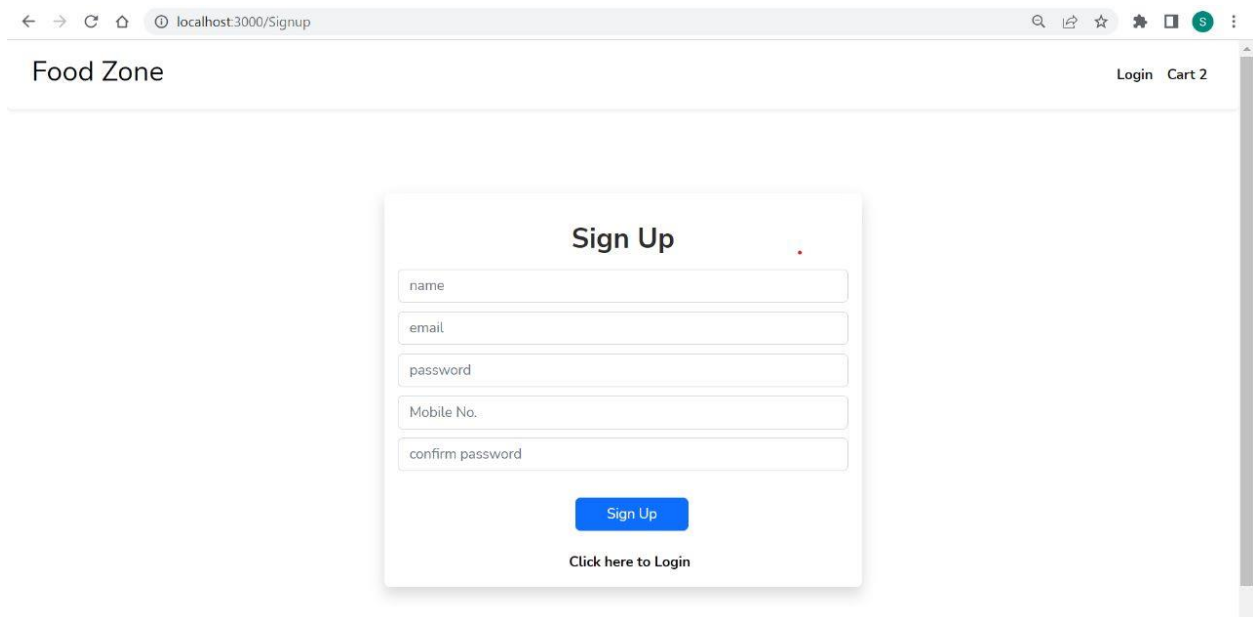 localhost:3000/Signup
S
Food Zone
Login Cart 2
Sign Up
name
email
password
Mobile No.
confirm password
Sign Up
Click here to Login